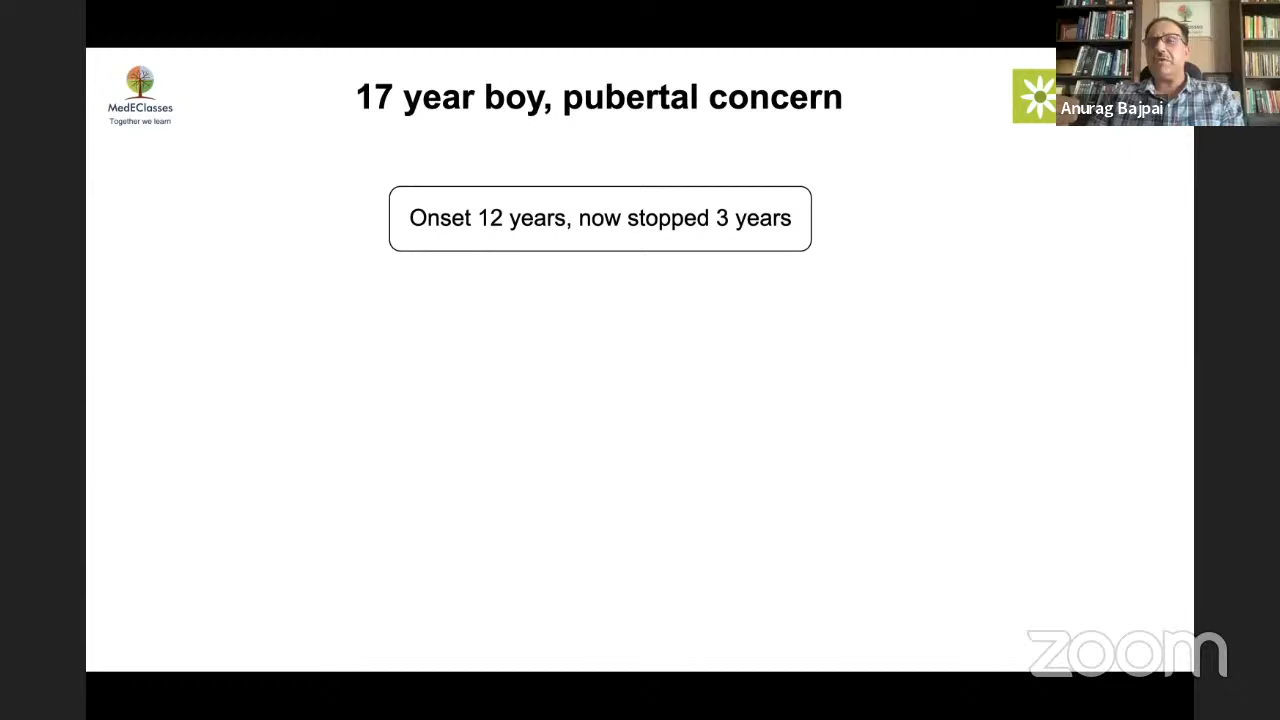 MedEClasses
Together we learn
17 year boy, pubertal concern
Anurag Bajpai
Onset 12 years, now stopped 3 years
zoom